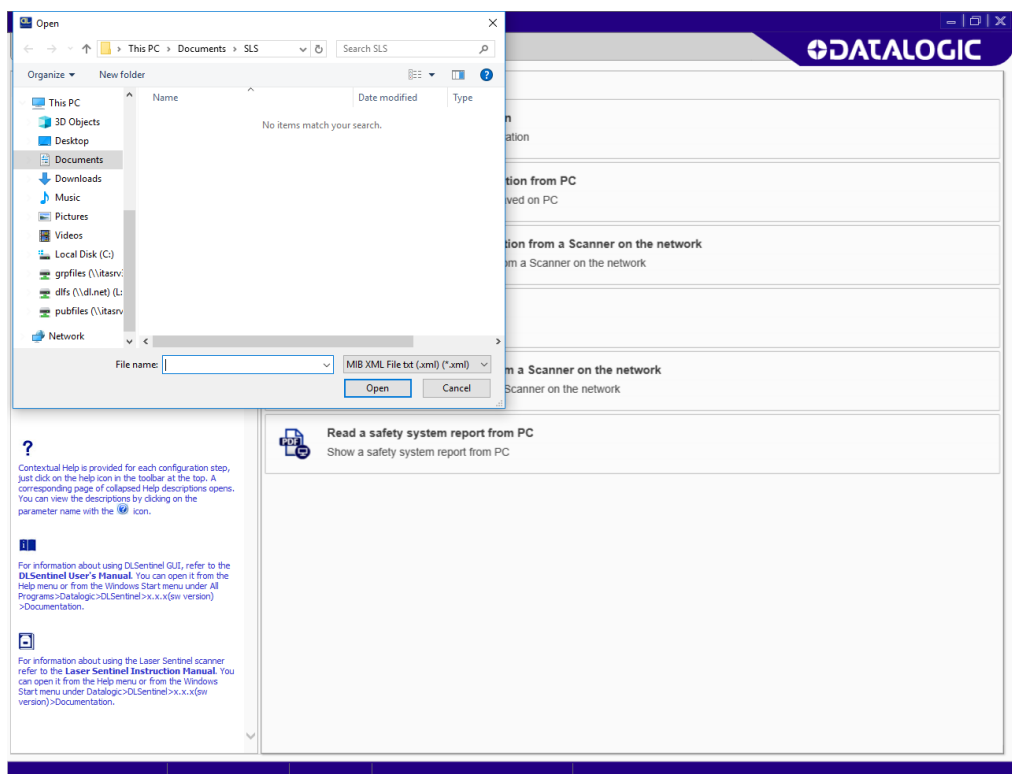 Open
DATALOGIC
This PC > Documents > SLS
Search SLS
Organize
New folder
This PC
3D Objects
Desktop
Documents
Downloads
Music
Pictures
Videos
Local Disk (C:)
grpfiles (\\itasrv
dlfs (\\dl.net) (L:
pubfiles (\\itasrv
Network
Name
Date modified
Type
No items match your search.
File name:
MIB XML File txt (.xml) (*.xml)
Open
Cancel
n
ation
tion from PC
ved on PC
tion from a Scanner on the network
om a Scanner on the network
m a Scanner on the network
Scanner on the network
PDF
Read a safety system report from PC
Show a safety system report from PC
?
Contextual Help is provided for each configuration step,
just click on the help icon in the toolbar at the top. A
corresponding page of collapsed Help descriptions opens.
You can view the descriptions by clicking on the
parameter name with the ? icon.
For information about using DLSentinel GUI, refer to the
DLSentinel User's Manual. You can open it from the
Help menu or from the Windows Start menu under All
Programs>Datalogic>DLSentinel>x.x.x(sw version)
>Documentation.
For information about using the Laser Sentinel scanner
refer to the Laser Sentinel Instruction Manual. You
can open it from the Help menu or from the Windows
Start menu under Datalogic>DLSentinel>x.x.x(sw
version)>Documentation.